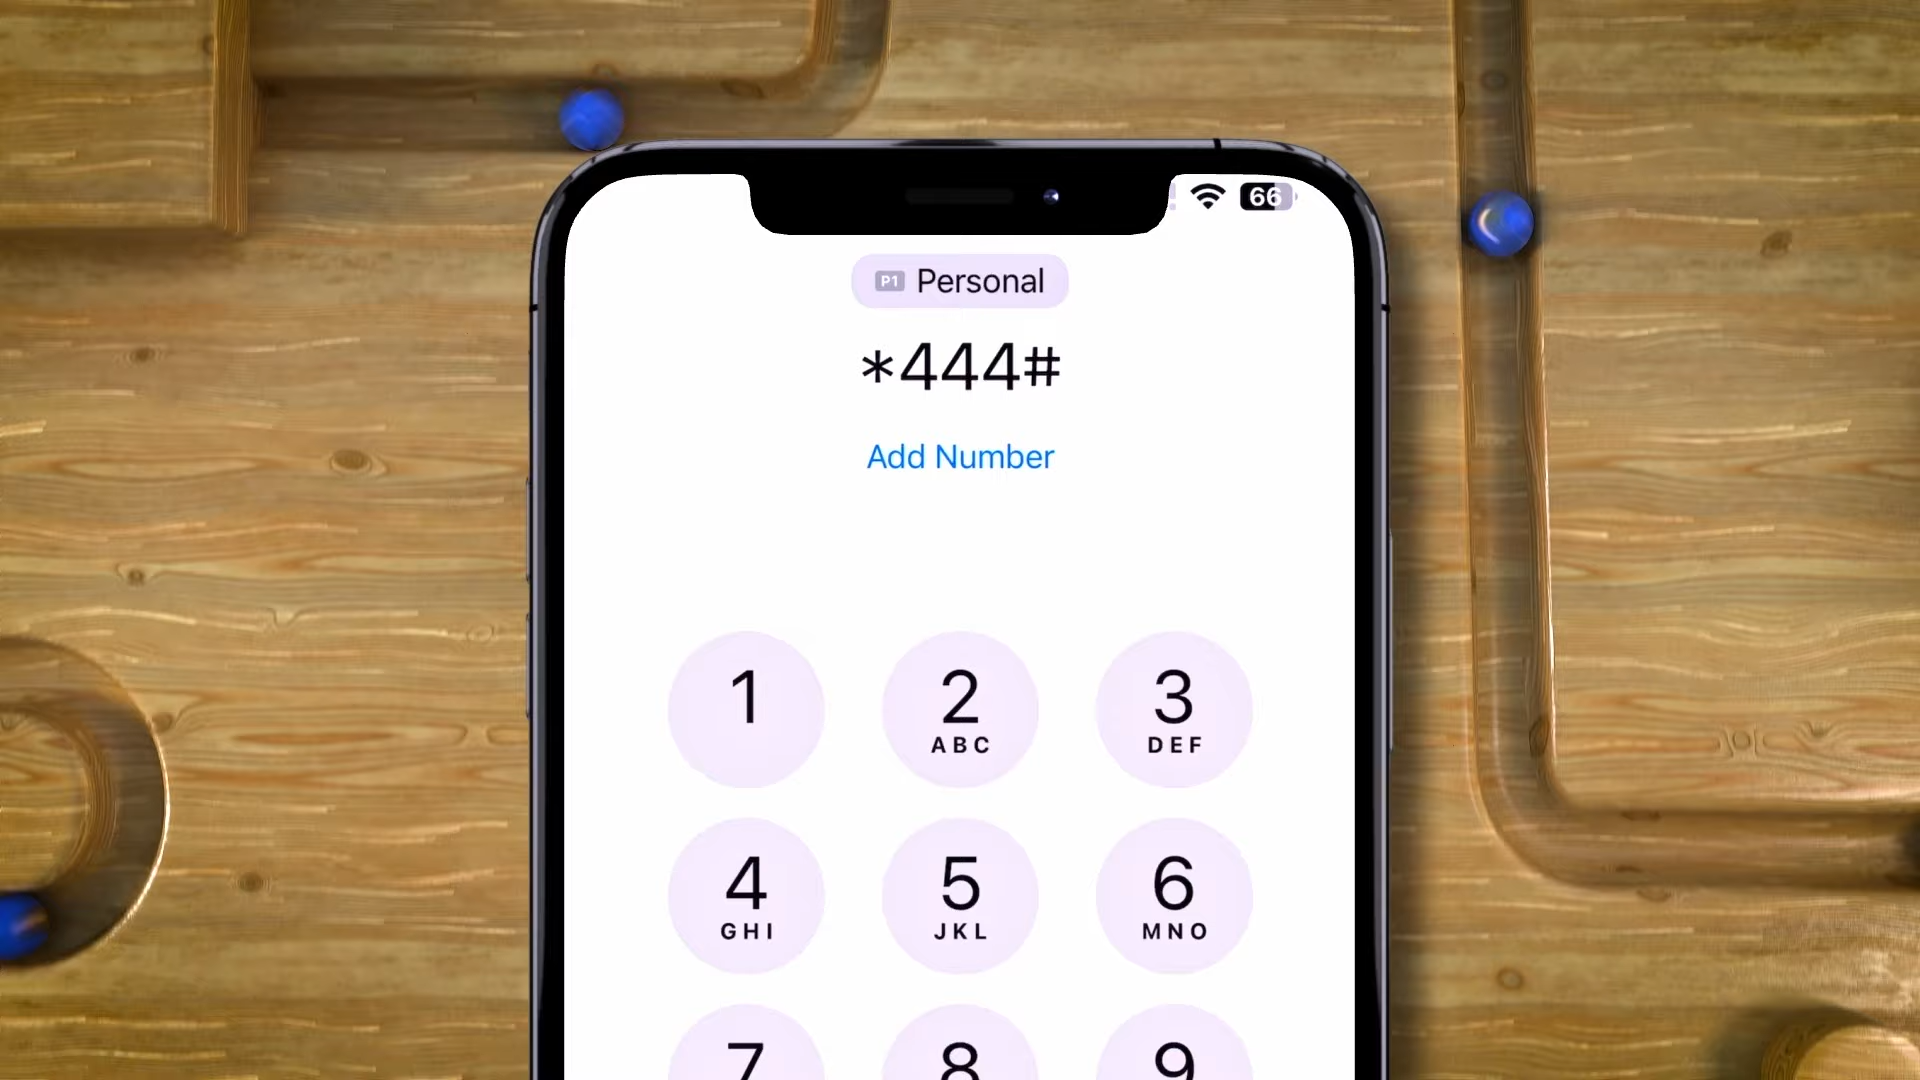 66
P1 Personal
*444#
Add Number
1
2
3
ABC
DEF
4
5
6
GHI
JKL
MNO
7
8
9